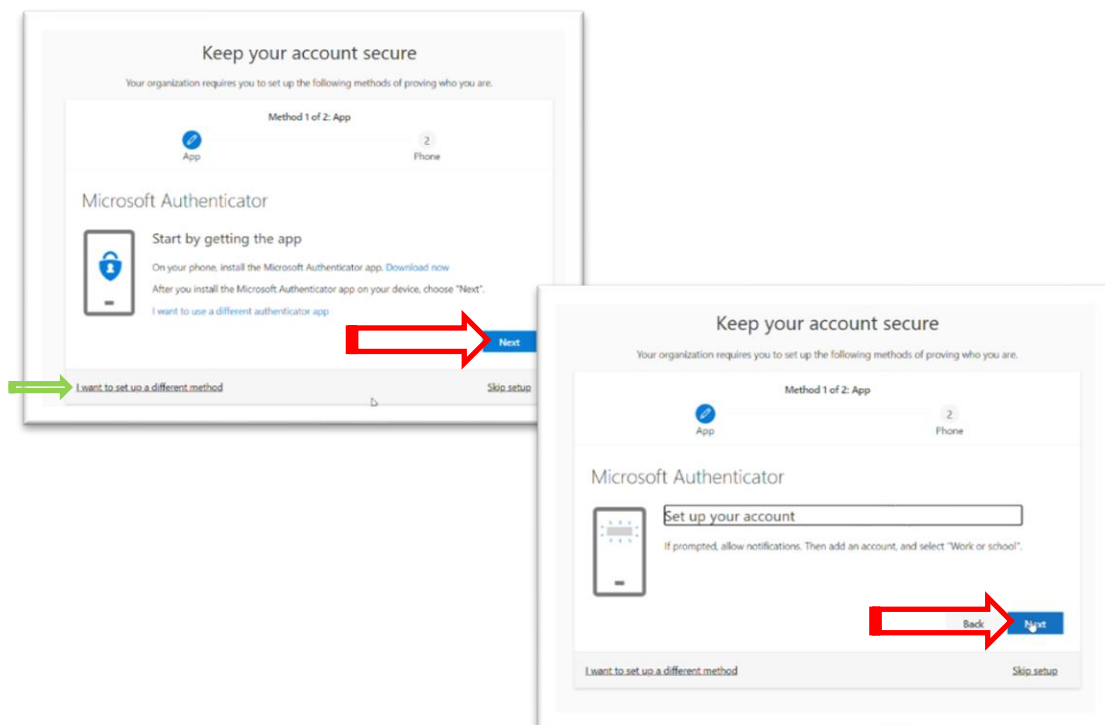 Keep your account secure
Your organization requires you to set up the following methods of proving who you are.
Method 1 of 2: App
2
App
Phone
Microsoft Authenticator
Start by getting the app
On your phone, install the Microsoft Authenticator app. Download now
After you install the Microsoft Authenticator app on your device, choose "Next".
I want to use a different authenticator app
Next
I want to set up a different method
Skip setup
Keep your account secure
Your organization requires you to set up the following methods of proving who you are.
Method 1 of 2: App
2
App
Phone
Microsoft Authenticator
Set up your account
If prompted, allow notifications. Then add an account, and select "Work or school".
Back
Next
I want to set up a different method
Skip setup